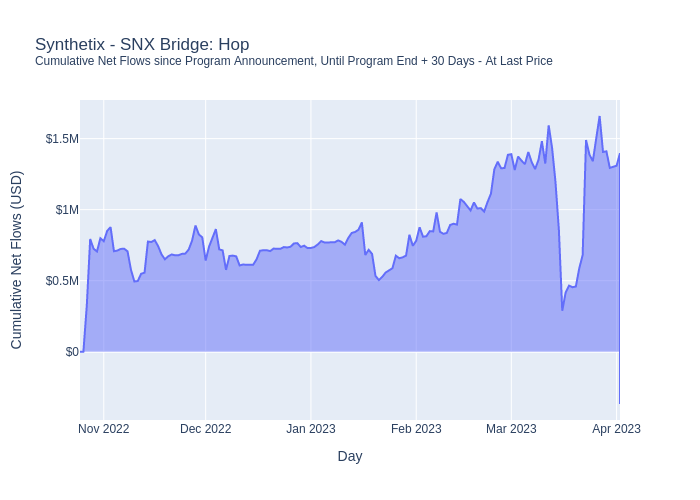 Synthetix - SNX Bridge: Hop
Cumulative Net Flows since Program Announcement, Until Program End + 30 Days - At Last Price
Cumulative Net Flows (USD)
$1.5M
$1M
$0.5M
$0
Nov 2022
Dec 2022
Jan 2023
Feb 2023
Mar 2023
Apr 2023
Day